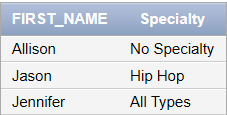 FIRST_NAME Specialty
Allison No Specialty
Jason Hip Hop
Jennifer All Types